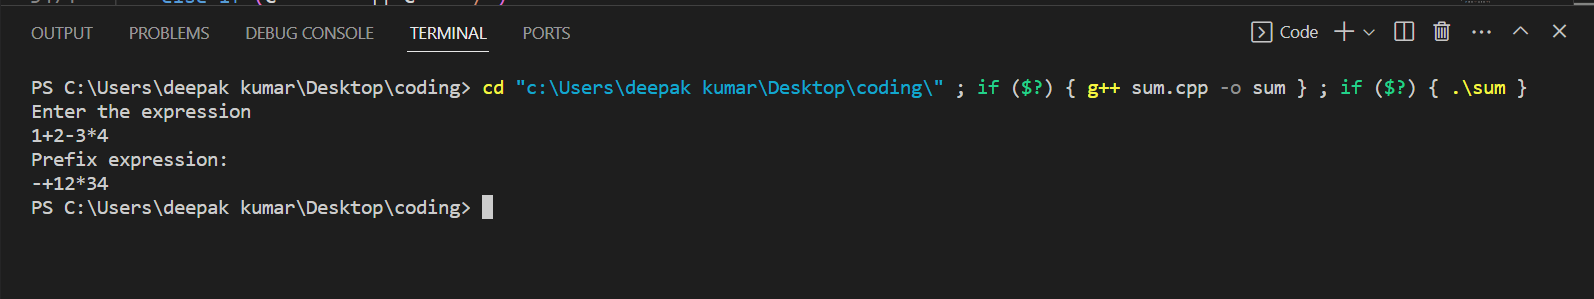 OUTPUT PROBLEMS DEBUG CONSOLE TERMINAL PORTS Code
PS C:\Users\deepak kumar\Desktop\coding> cd "c:\Users\deepak kumar\Desktop\coding\" ; if ($?) { g++ sum.cpp -o sum } ; if ($?) { .\sum }
Enter the expression
1+2-3*4
Prefix expression:
-+12*34
PS C:\Users\deepak kumar\Desktop\coding>